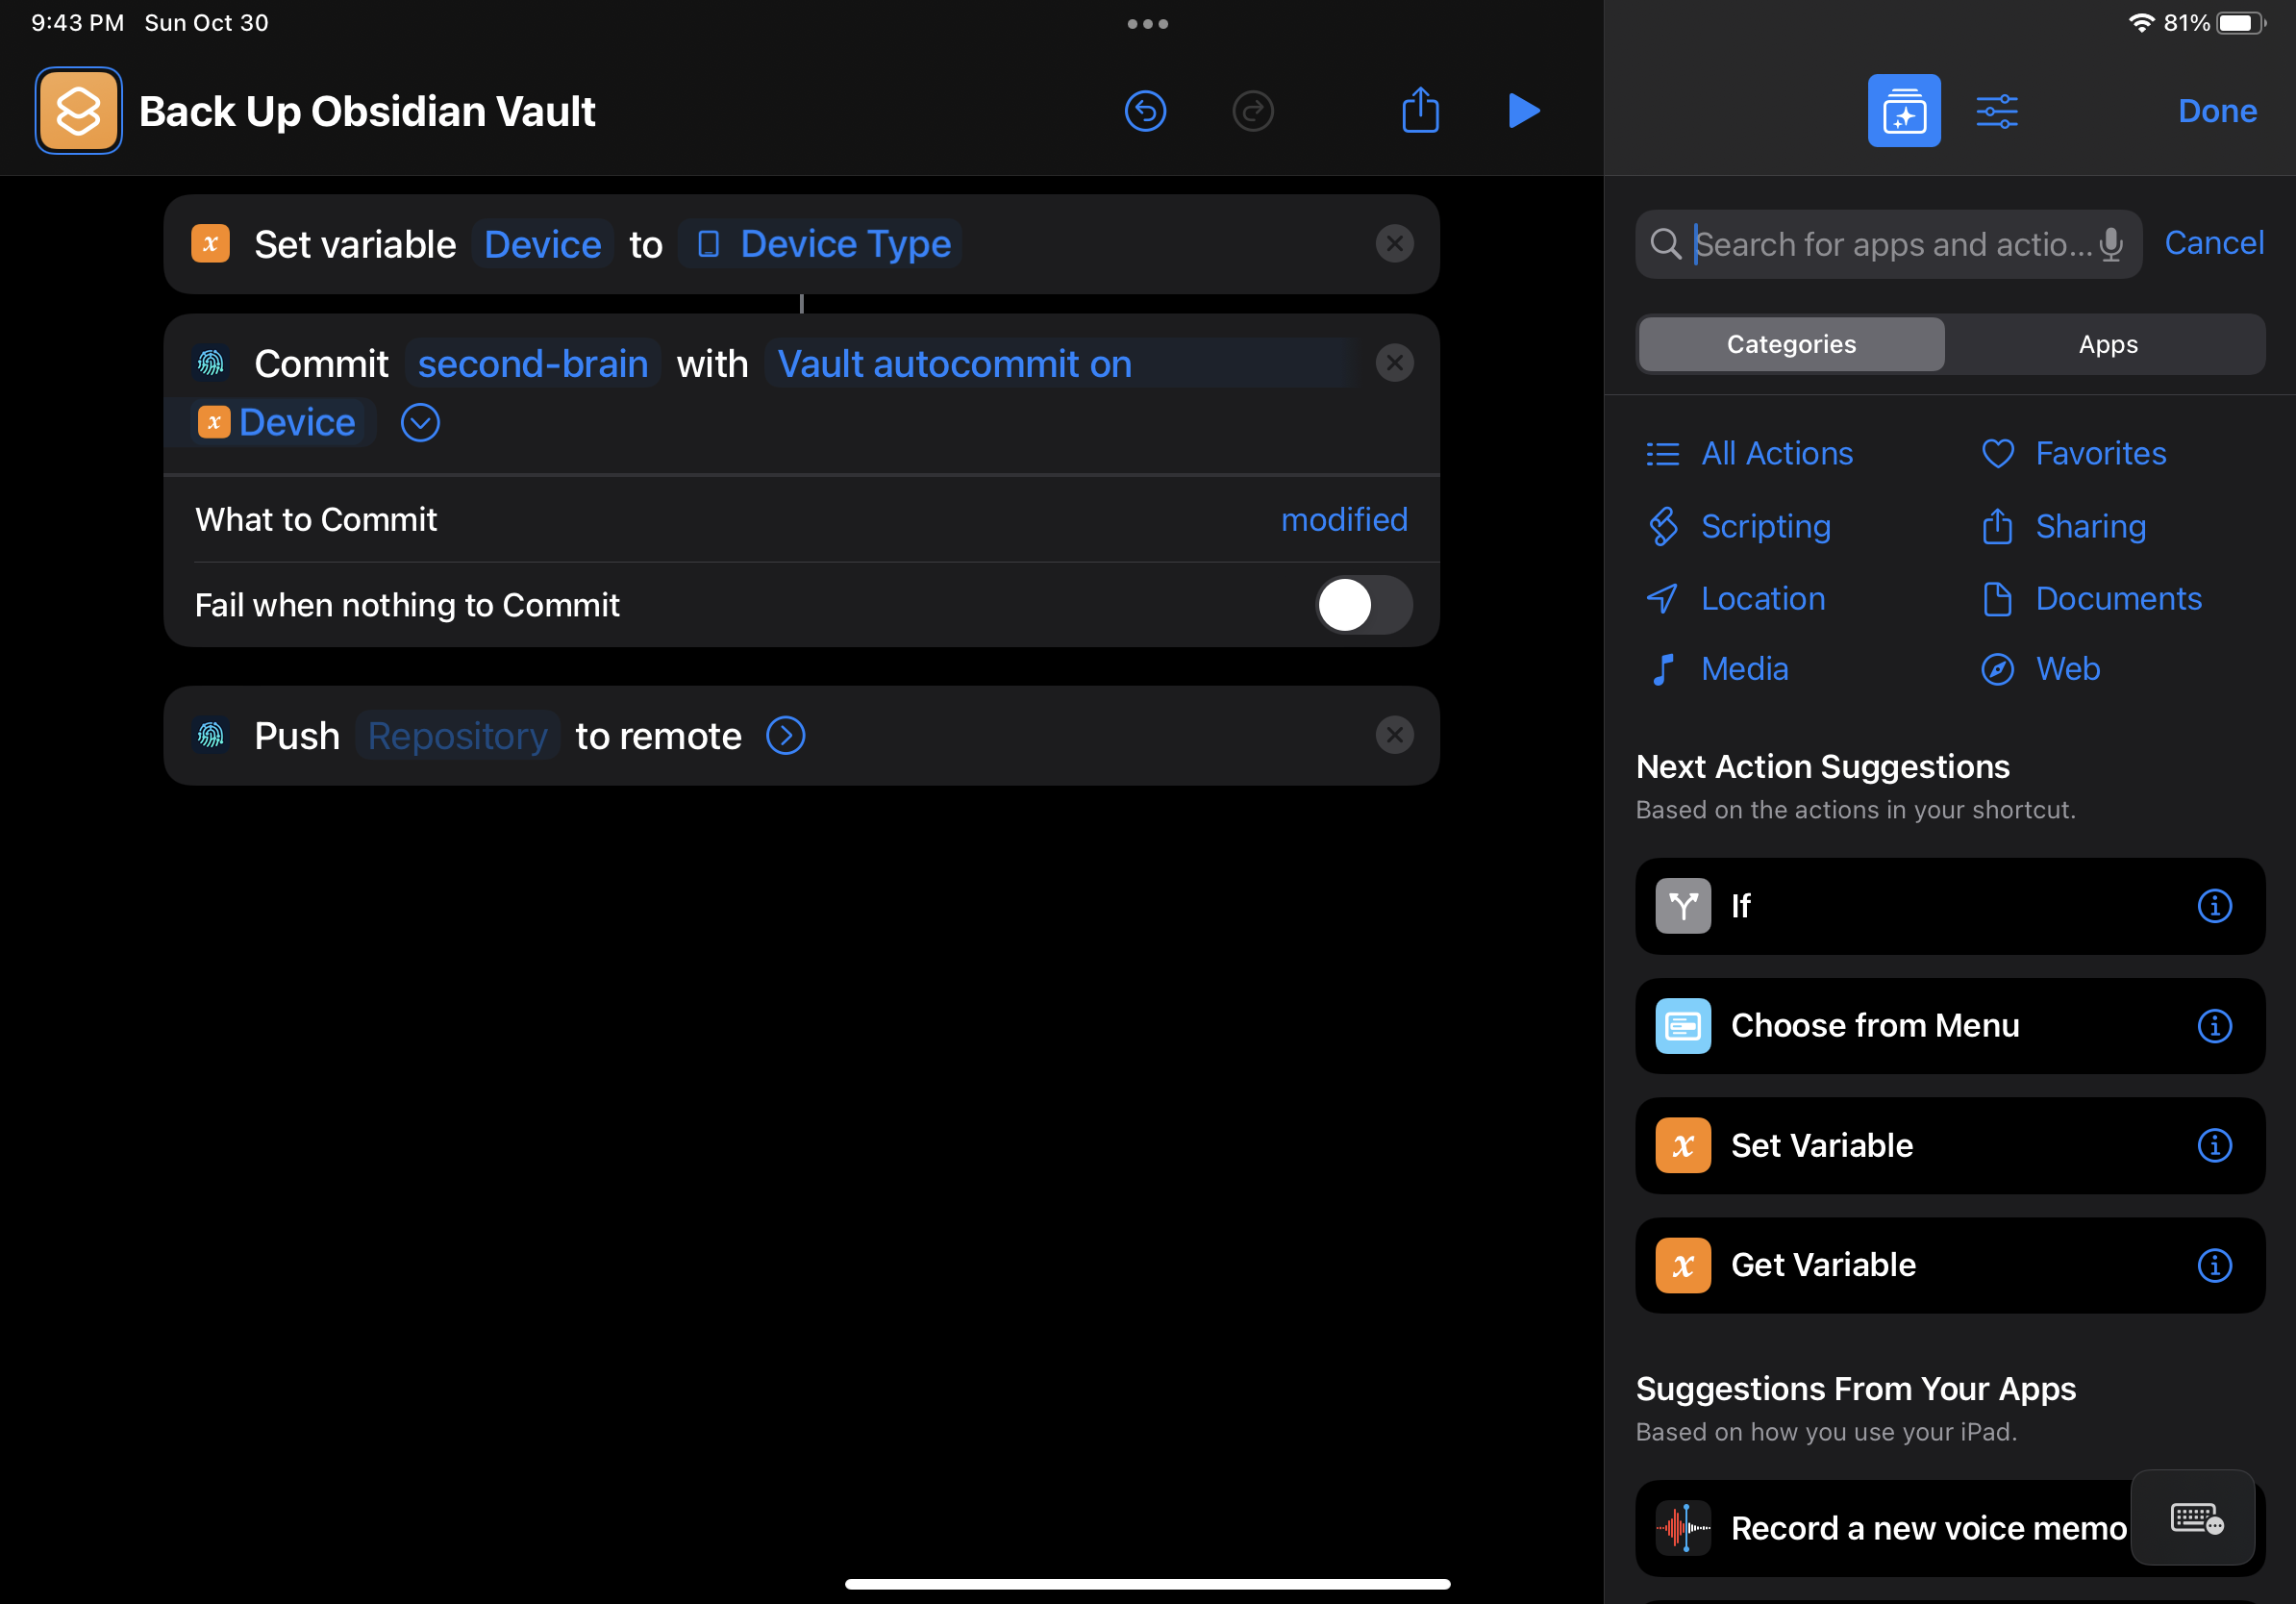 9:43 PM Sun Oct 30
81%
Back Up Obsidian Vault
Done
Set variable Device to Device Type
Commit second-brain with Vault autocommit on
Device
What to Commit modified
Fail when nothing to Commit
Push Repository to remote
Search for apps and actio... Cancel
Categories Apps
All Actions Favorites
Scripting Sharing
Location Documents
Media Web
Next Action Suggestions
Based on the actions in your shortcut.
If
Choose from Menu
Set Variable
Get Variable
Suggestions From Your Apps
Based on how you use your iPad.
Record a new voice memo